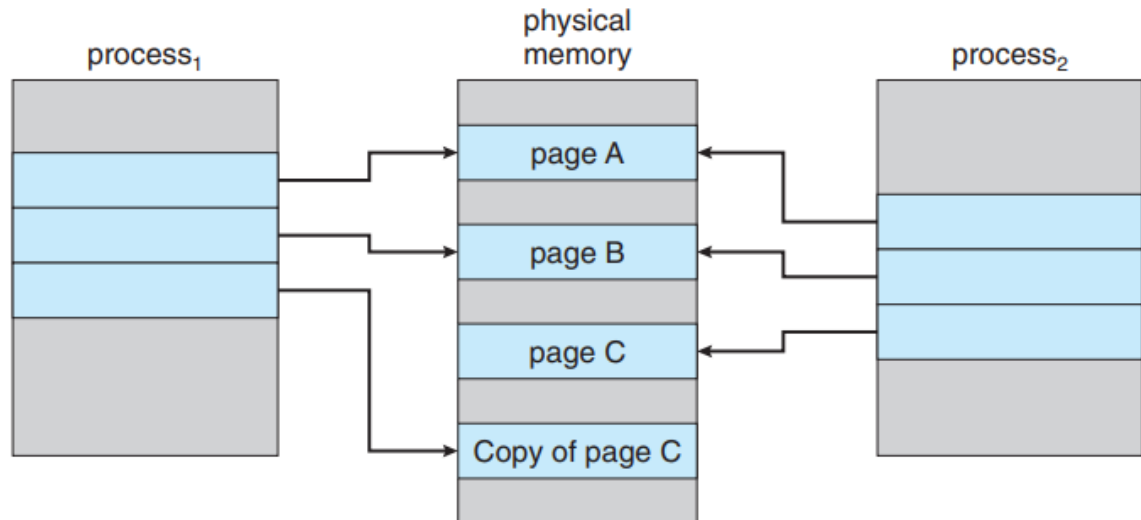 process₁
physical
memory
process₂
page A
page B
page C
Copy of page C